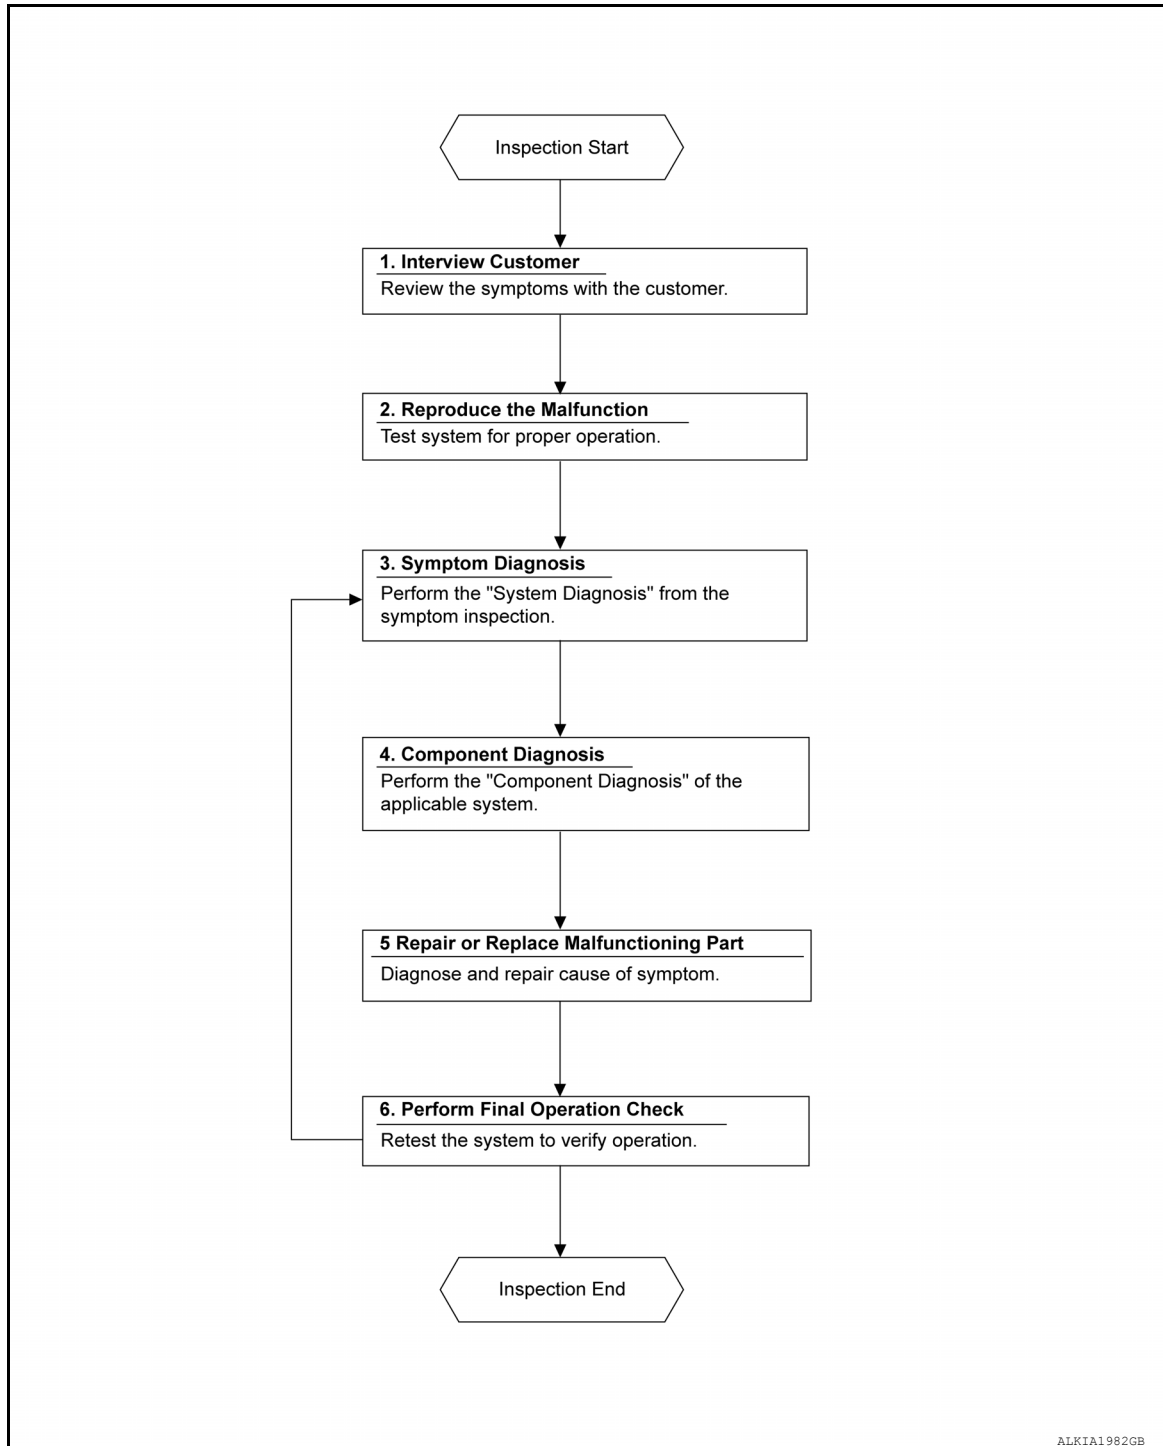 Inspection Start
1. Interview Customer
Review the symptoms with the customer.
2. Reproduce the Malfunction
Test system for proper operation.
3. Symptom Diagnosis
Perform the "System Diagnosis" from the
symptom inspection.
4. Component Diagnosis
Perform the "Component Diagnosis" of the
applicable system.
5 Repair or Replace Malfunctioning Part
Diagnose and repair cause of symptom.
6. Perform Final Operation Check
Retest the system to verify operation.
Inspection End
ALKIA1982GB